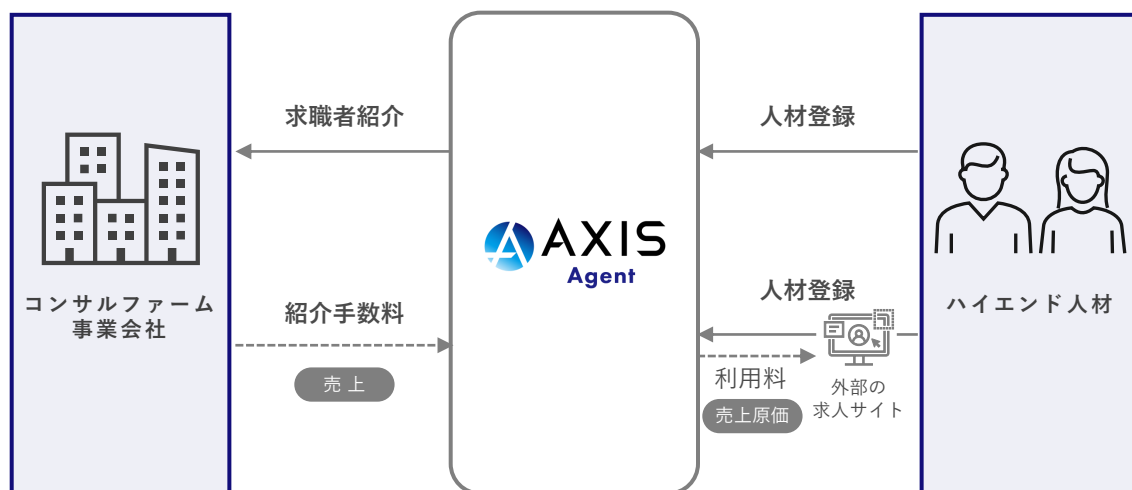 求職者紹介
人材登録
AXIS
Agent
コンサルファーム
事業会社
紹介手数料
売上
人材登録
利用料
売上原価
外部の
求人サイト
ハイエンド人材